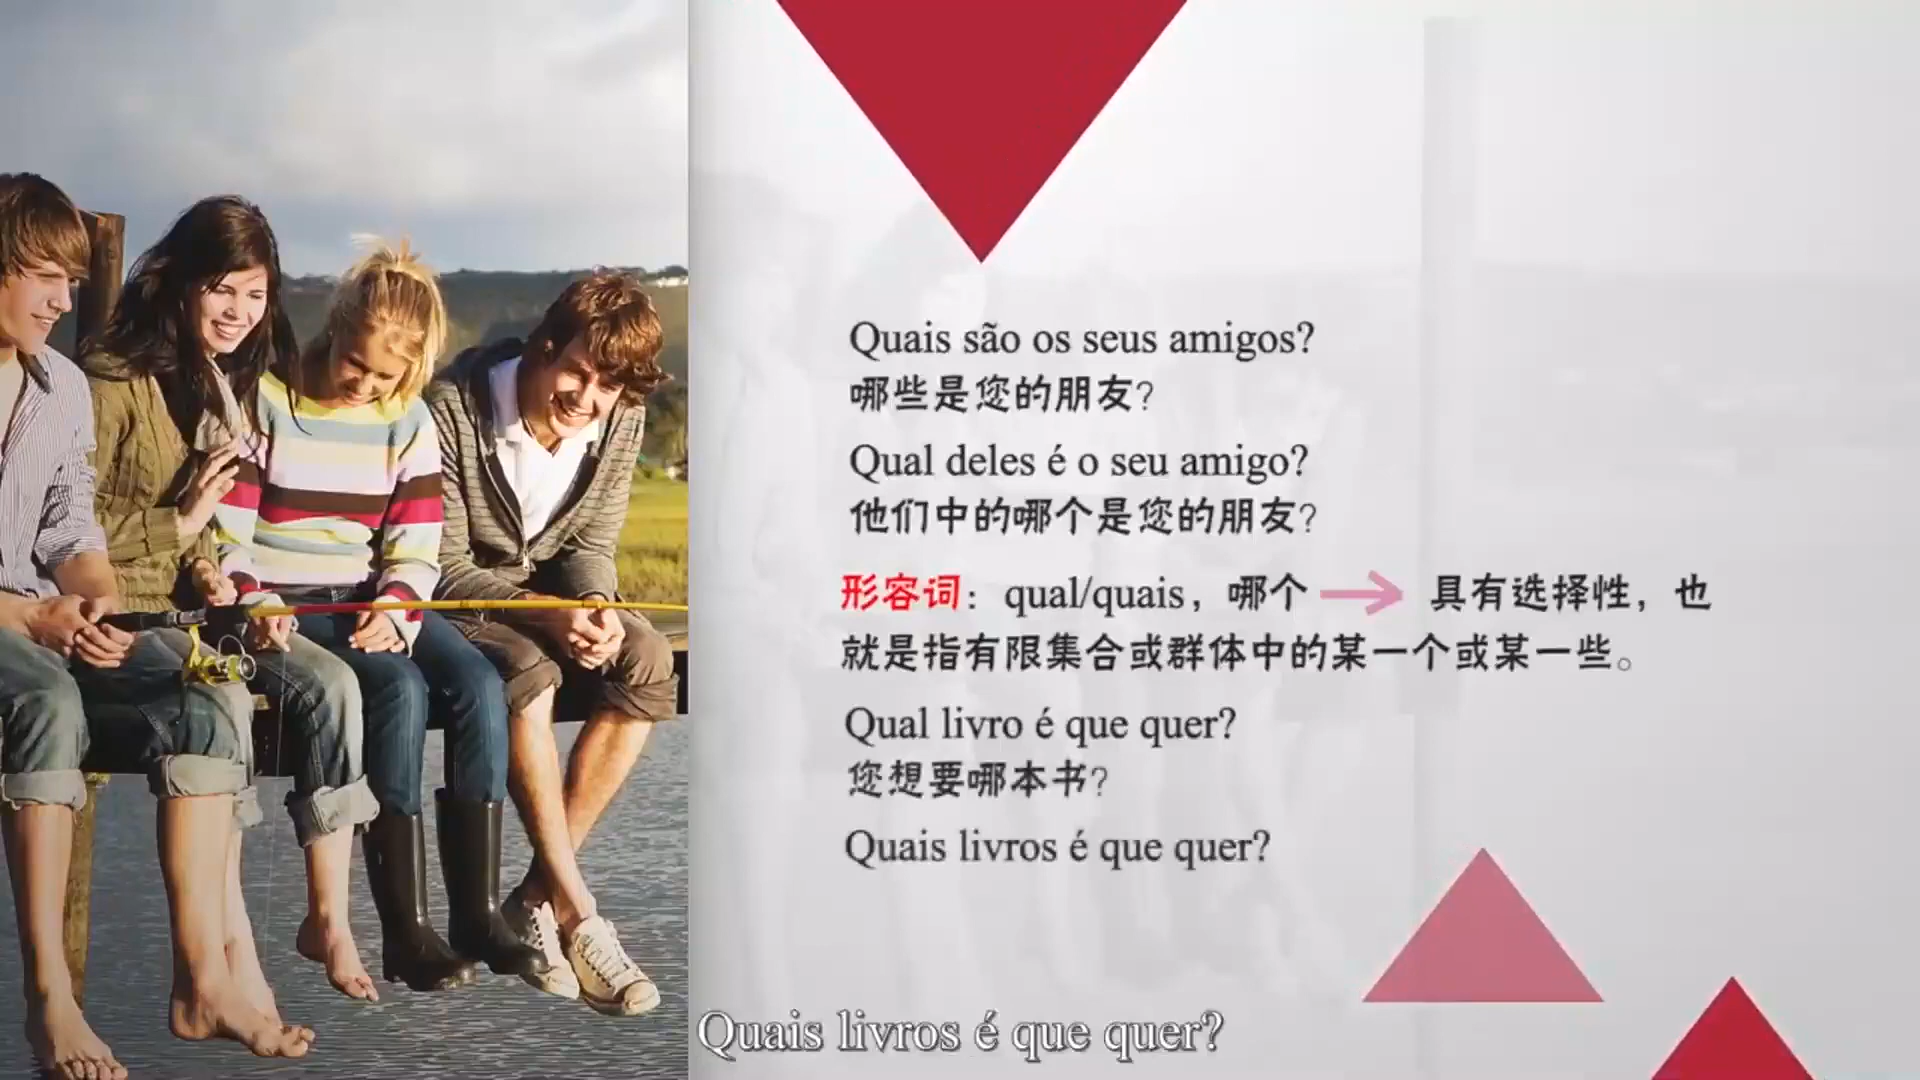 Quais são os seus amigos?
哪些是您的朋友?
Qual deles é o seu amigo?
他们中的哪个是您的朋友?
形容词：qual/quais，哪个 → 具有选择性，也
就是指有限集合或群体中的某一个或某一些。
Qual livro é que quer?
您想要哪本书?
Quais livros é que quer?
Quais livros é que quer?